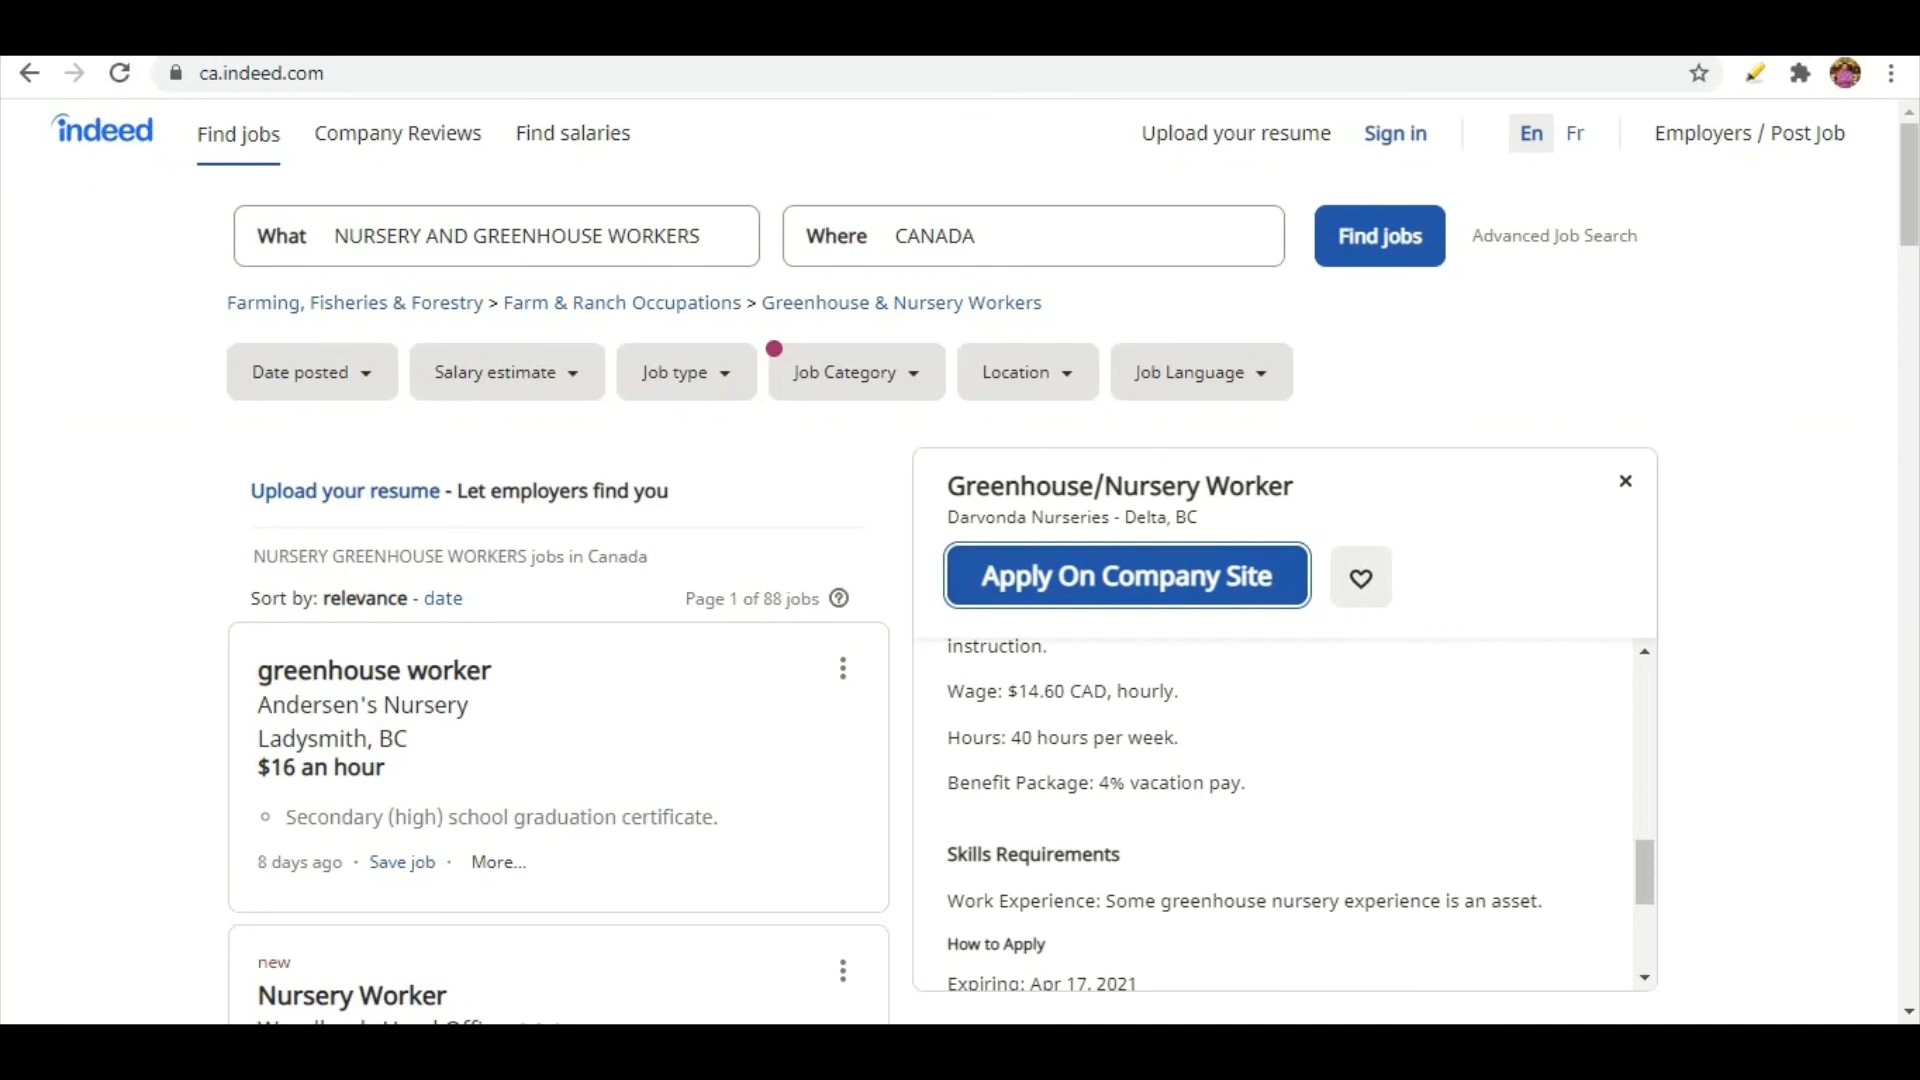 ca.indeed.com
indeed
Find jobs
Company Reviews
Find salaries
Upload your resume
Sign in
En
Fr
Employers / Post Job
What NURSERY AND GREENHOUSE WORKERS
Where CANADA
Find jobs
Advanced Job Search
Farming, Fisheries & Forestry > Farm & Ranch Occupations > Greenhouse & Nursery Workers
Date posted
Salary estimate
Job type
Job Category
Location
Job Language
Upload your resume - Let employers find you
NURSERY GREENHOUSE WORKERS jobs in Canada
Sort by: relevance - date
Page 1 of 88 jobs ?
greenhouse worker
Andersen's Nursery
Ladysmith, BC
$16 an hour
Secondary (high) school graduation certificate.
8 days ago · Save job · More...
new
Nursery Worker
Greenhouse/Nursery Worker
Darvonda Nurseries - Delta, BC
Apply On Company Site
instruction.
Wage: $14.60 CAD, hourly.
Hours: 40 hours per week.
Benefit Package: 4% vacation pay.
Skills Requirements
Work Experience: Some greenhouse nursery experience is an asset.
How to Apply
Expiring: Apr 17, 2021